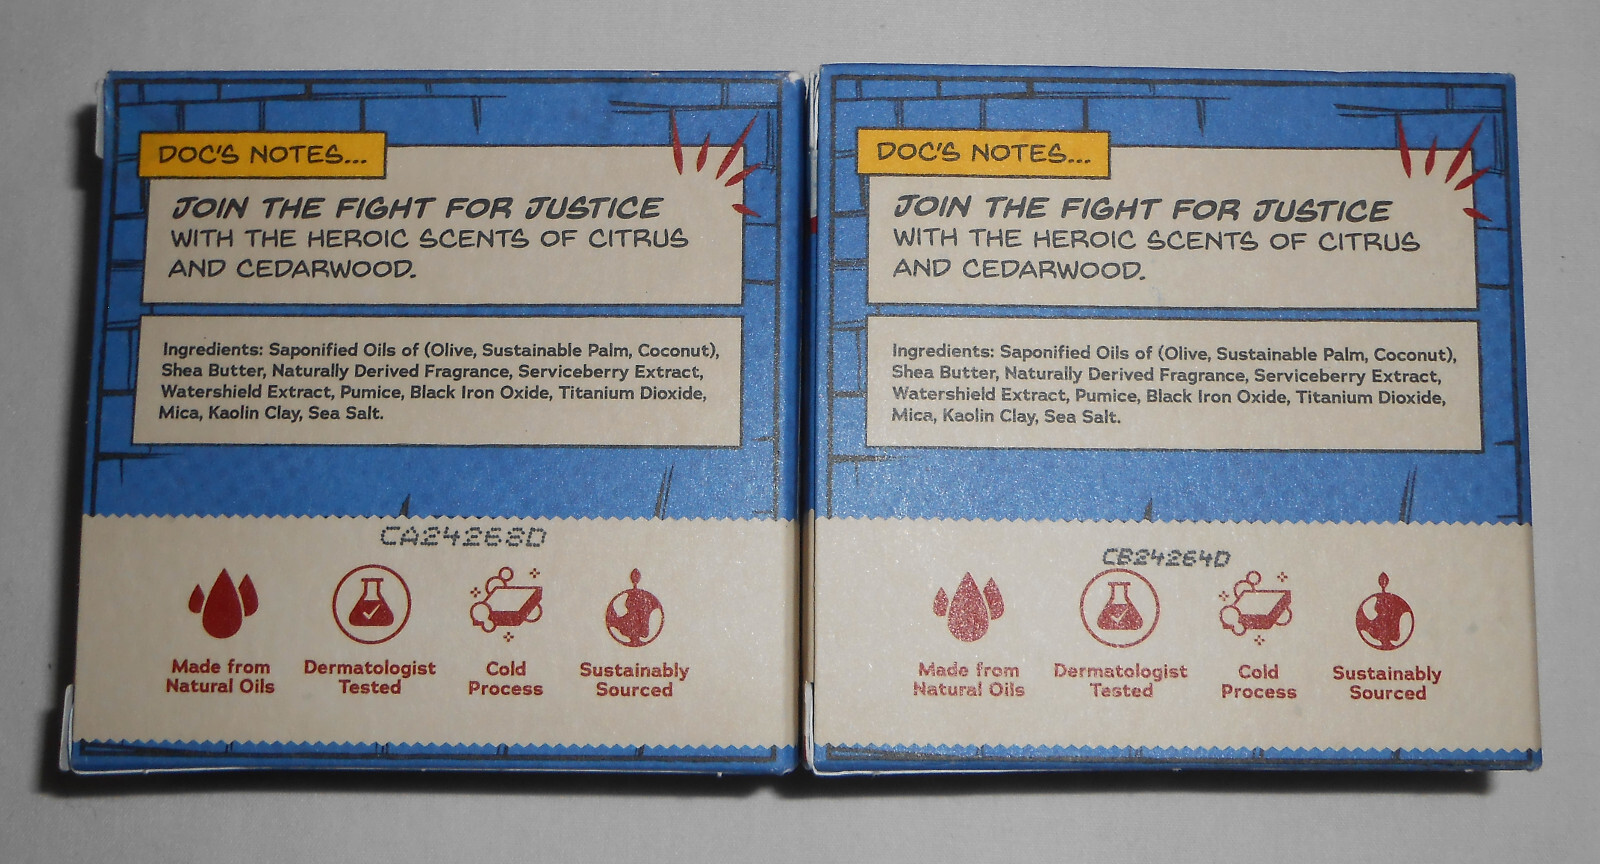 DOC'S NOTES...
JOIN THE FIGHT FOR JUSTICE
WITH THE HEROIC SCENTS OF CITRUS
AND CEDARWOOD.
Ingredients: Saponified Oils of (Olive, Sustainable Palm, Coconut),
Shea Butter, Naturally Derived Fragrance, Serviceberry Extract,
Watershield Extract, Pumice, Black Iron Oxide, Titanium Dioxide,
Mica, Kaolin Clay, Sea Salt.
CA24268D
Made from
Natural Oils
Dermatologist
Tested
Cold
Process
Sustainably
Sourced
DOC'S NOTES...
JOIN THE FIGHT FOR JUSTICE
WITH THE HEROIC SCENTS OF CITRUS
AND CEDARWOOD.
Ingredients: Saponified Oils of (Olive, Sustainable Palm, Coconut),
Shea Butter, Naturally Derived Fragrance, Serviceberry Extract,
Watershield Extract, Pumice, Black Iron Oxide, Titanium Dioxide,
Mica, Kaolin Clay, Sea Salt.
CB24264D
Made from
Natural Oils
Dermatologist
Tested
Cold
Process
Sustainably
Sourced